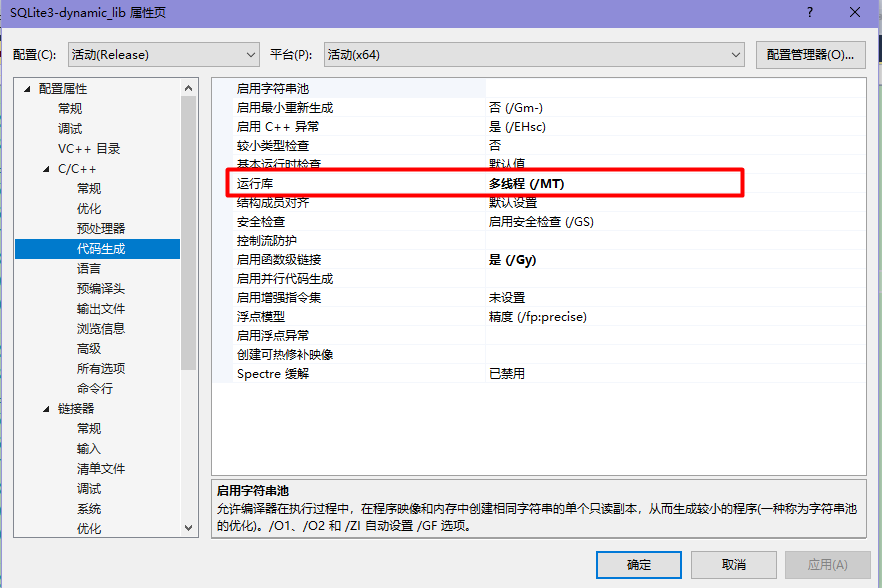 SQLite3-dynamic_lib 属性页
配置(C): 活动(Release) 平台(P): 活动(x64) 配置管理器(O)...
配置属性
常规
调试
VC++ 目录
C/C++
常规
优化
预处理器
代码生成
语言
预编译头
输出文件
浏览信息
高级
所有选项
命令行
链接器
常规
输入
清单文件
调试
系统
优化
启用字符串池
启用最小重新生成 否 (/Gm-)
启用 C++ 异常 是 (/EHsc)
较小类型检查 否
基本运行时检查 默认值
运行库 多线程 (/MT)
结构成员对齐 默认设置
安全检查 启用安全检查 (/GS)
控制流防护
启用函数级链接 是 (/Gy)
启用并行代码生成
启用增强指令集 未设置
浮点模型 精度 (/fp:precise)
启用浮点异常
创建可热修补映像
Spectre 缓解 已禁用
启用字符串池
允许编译器在执行过程中，在程序映像和内存中创建相同字符串的单个只读副本，从而生成较小的程序(一种称为字符串池
的优化)。/O1、/O2 和 /ZI 自动设置 /GF 选项。
确定 取消 应用(A)